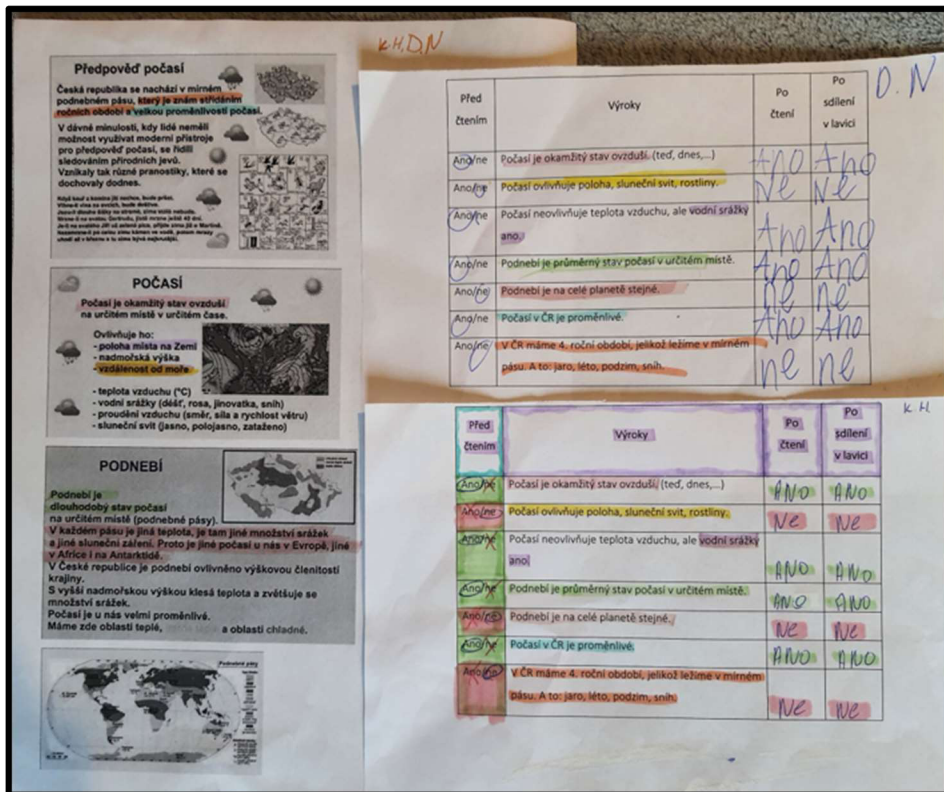 K.H. D.N
Předpověď počasí
Česká republika se nachází v mírném
podnebném pásu, který je znám střídáním
ročních období a velkou proměnlivostí počasí.
V dávné minulosti, kdy lidé neměli
možnost využívat moderní přístroje
pro předpověď počasí, se řídili
sledováním přírodních jevů.
Vznikaly tak různé pranostiky, které se
dochovaly dodnes.
POČASÍ
Počasí je okamžitý stav ovzduší
na určitém místě v určitém čase.
Ovlivňuje ho:
- poloha místa na Zemi
- nadmořská výška
- vzdálenost od moře
- teplota vzduchu (°C)
- vodní srážky (déšť, rosa, jinovatka, sníh)
- proudění vzduchu (směr, síla a rychlost větru)
- sluneční svit (jasno, polojasno, zataženo)
PODNEBÍ
Podnebí je
dlouhodobý stav počasí
na určitém místě (podnebné pásy).
V každém pásu je jiná teplota, je tam jiné množství srážek
a jiné sluneční záření. Proto je jiné počasí u nás v Evropě, jiné
v Africe i na Antarktidě.
V České republice je podnebí ovlivněno výškovou členitostí
krajiny.
S vyšší nadmořskou výškou klesá teplota a zvětšuje se
množství srážek.
Počasí je u nás velmi proměnlivé.
Máme zde oblasti teplé, a oblasti chladné.
Podnebné pásy
D. N
Před čtením Výroky Po čtení Po sdílení v lavici
Ano/ne Počasí je okamžitý stav ovzduší. (teď, dnes,...) Ano Ano
Ano/ne Počasí ovlivňuje poloha, sluneční svit, rostliny. Ne Ne
Ano/ne Počasí neovlivňuje teplota vzduchu, ale vodní srážky
ano. Ano Ano
Ano/ne Podnebí je průměrný stav počasí v určitém místě. Ano Ano
Ano/ne Podnebí je na celé planetě stejné. ne ne
Ano/ne Počasí v ČR je proměnlivé. Ano Ano
Ano/ne V ČR máme 4. roční období, jelikož ležíme v mírném
pásu. A to: jaro, léto, podzim, sníh. ne ne
K H.
Před čtením Výroky Po čtení Po sdílení v lavici
Ano/ne Počasí je okamžitý stav ovzduší. (teď, dnes,...) ANO ANO
Ano/ne Počasí ovlivňuje poloha, sluneční svit, rostliny. Ne Ne
Ano/ne Počasí neovlivňuje teplota vzduchu, ale vodní srážky
ano. ANO ANO
Ano/ne Podnebí je průměrný stav počasí v určitém místě. ANO ANO
Ano/ne Podnebí je na celé planetě stejné. Ne Ne
Ano/ne Počasí v ČR je proměnlivé. ANO ANO
Ano/ne V ČR máme 4. roční období, jelikož ležíme v mírném
pásu. A to: jaro, léto, podzim, sníh. Ne Ne